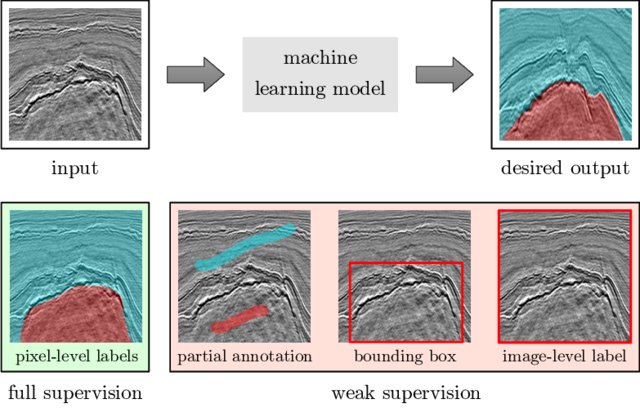 machine
learning model
input
desired output
pixel-level labels
partial annotation
bounding box
image-level label
full supervision
weak supervision